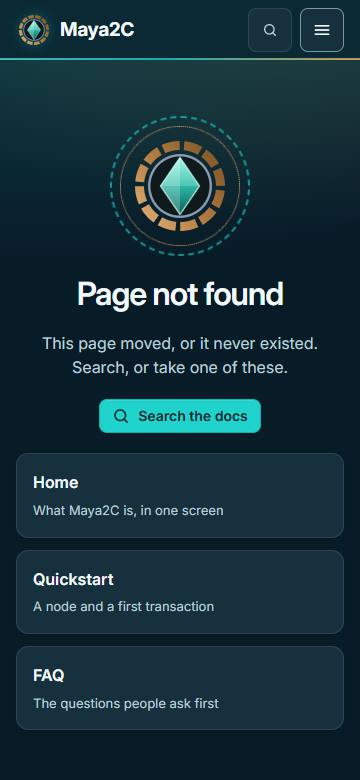 Maya2C
Page not found
This page moved, or it never existed.
Search, or take one of these.
Search the docs
Home
What Maya2C is, in one screen
Quickstart
A node and a first transaction
FAQ
The questions people ask first